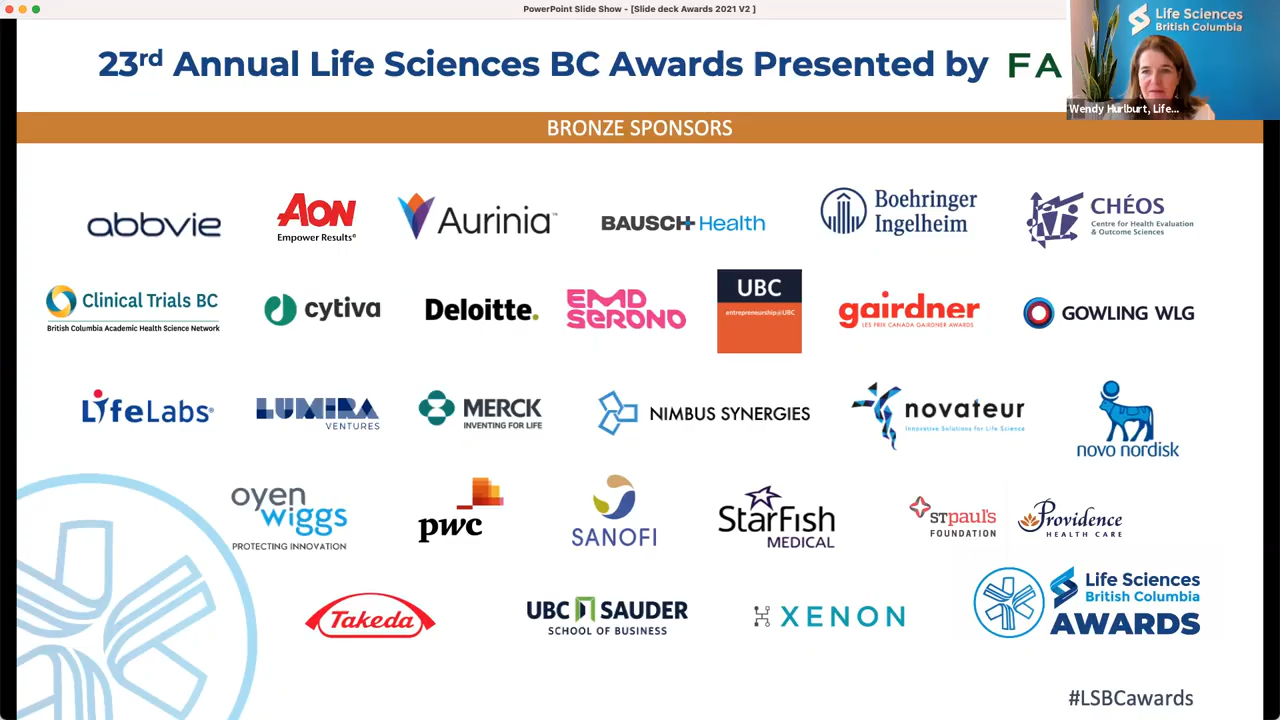 PowerPoint Slide Show - [Slide deck Awards 2021 V2 ]
Life Sciences
British Columbia
Wendy Hurlburt, Life...
23rd Annual Life Sciences BC Awards Presented by FA
BRONZE SPONSORS
abbvie
AON
Empower Results®
Aurinia™
BAUSCH+Health
Boehringer
Ingelheim
CHÉOS
Centre for Health Evaluation
& Outcome Sciences
Clinical Trials BC
British Columbia Academic Health Science Network
cytiva
Deloitte.
EMD
SERONO
UBC
entrepreneurship@UBC
gairdner
LES PRIX CANADA GAIRDNER AWARDS
GOWLING WLG
LifeLabs®
LUMIRA
VENTURES
MERCK
INVENTING FOR LIFE
NIMBUS SYNERGIES
novateur
Innovative Solutions for Life Science
novo nordisk
oyen
wiggs
PROTECTING INNOVATION
pwc
SANOFI
StarFish
MEDICAL
STPAUL'S
FOUNDATION
Providence
HEALTH CARE
Takeda
UBC SAUDER
SCHOOL OF BUSINESS
XENON
Life Sciences
British Columbia
AWARDS
#LSBCawards